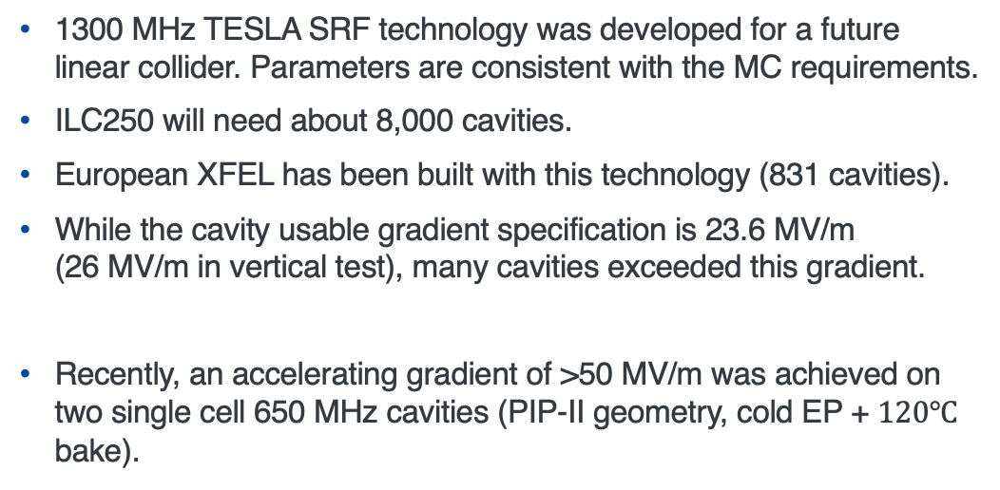 • 1300 MHz TESLA SRF technology was developed for a future
linear collider. Parameters are consistent with the MC requirements.
• ILC250 will need about 8,000 cavities.
• European XFEL has been built with this technology (831 cavities).
• While the cavity usable gradient specification is 23.6 MV/m
(26 MV/m in vertical test), many cavities exceeded this gradient.
• Recently, an accelerating gradient of >50 MV/m was achieved on
two single cell 650 MHz cavities (PIP-II geometry, cold EP + 120℃
bake).